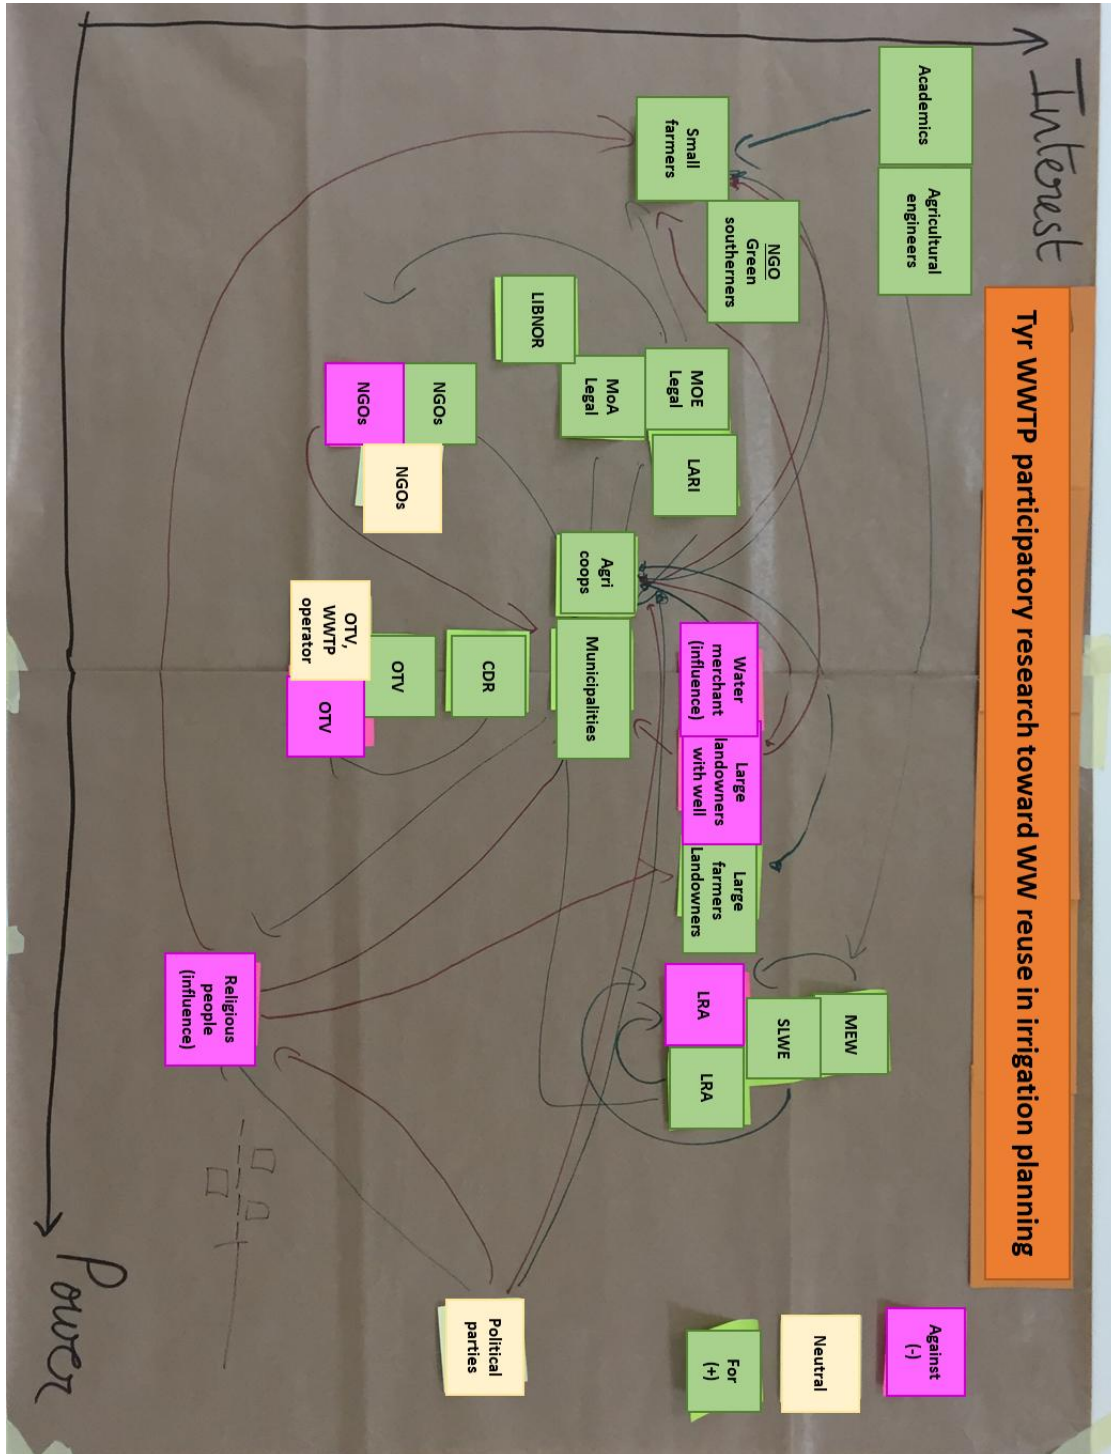 Tyr WWTP participatory research toward WW reuse in irrigation planning
Interest
Academics
Agricultural
engineers
Small
farmers
NGO
Green
southerners
LIBNOR
MOE
Legal
MoA
Legal
LARI
NGOs
NGOs
NGOs
Agri
coops
Municipalities
Water
merchant
(influence)
Large
landowners
with well
Large
farmers
Landowners
CDR
OTV
OTV,
WWTP
operator
OTV
MEW
SLWE
LRA
LRA
Religious
people
(influence)
Political
parties
Against
(-)
Neutral
For
(+)
Power